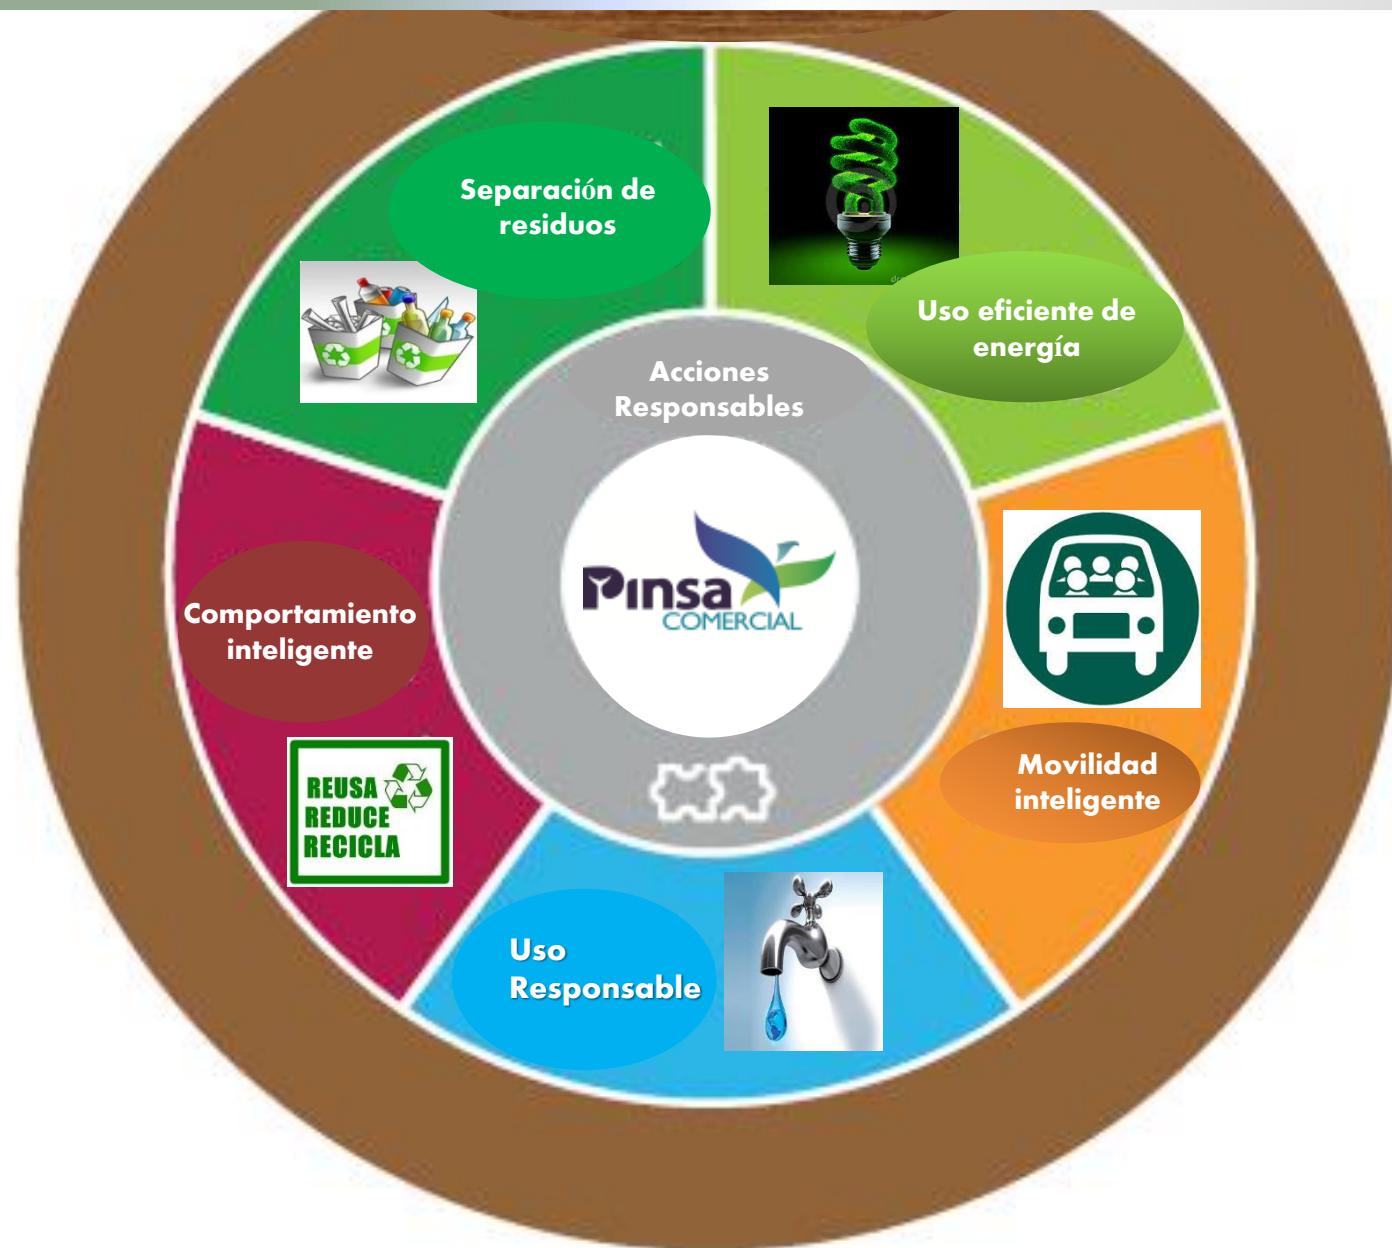 Separación de
residuos
Uso eficiente de
energía
Acciones
Responsables
Pinsa
COMERCIAL
Comportamiento
inteligente
Movilidad
inteligente
REUSA
REDUCE
RECICLA
Uso
Responsable